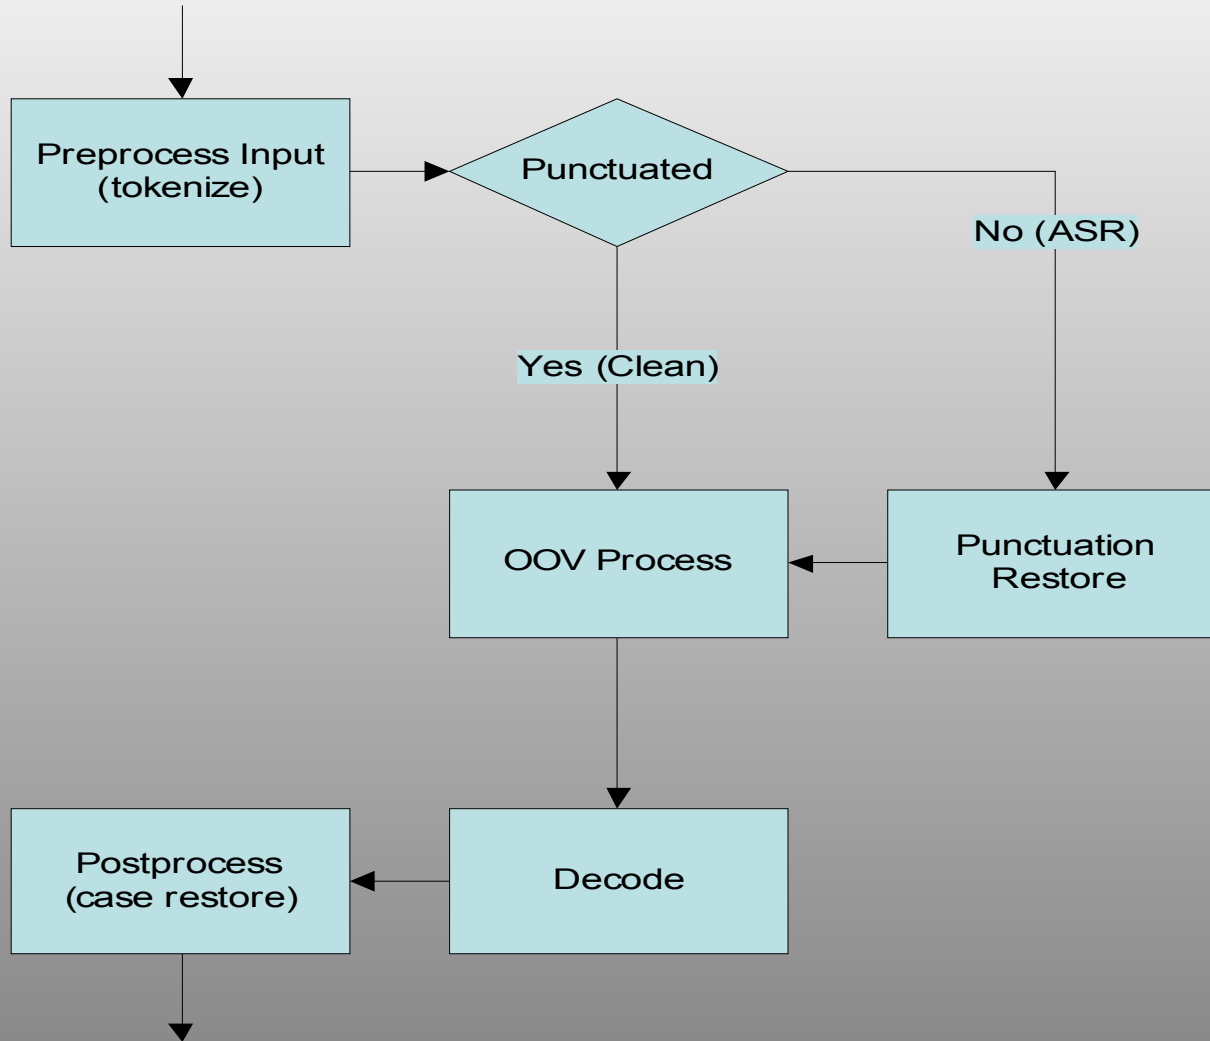 Preprocess Input
(tokenize)
Punctuated
No (ASR)
Yes (Clean)
OOV Process
Punctuation
Restore
Postprocess
(case restore)
Decode